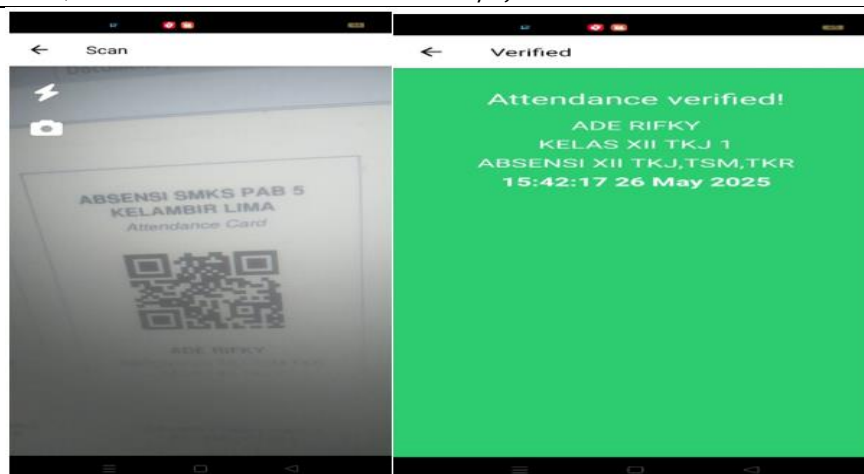 Scan
ABSENSI SMKS PAB 5
KELAMBIR LIMA
Attendance Card
ADE RIFKY
Verified
Attendance verified!
ADE RIFKY
KELAS XII TKJ 1
ABSENSI XII TKJ,TSM,TKR
15:42:17 26 May 2025